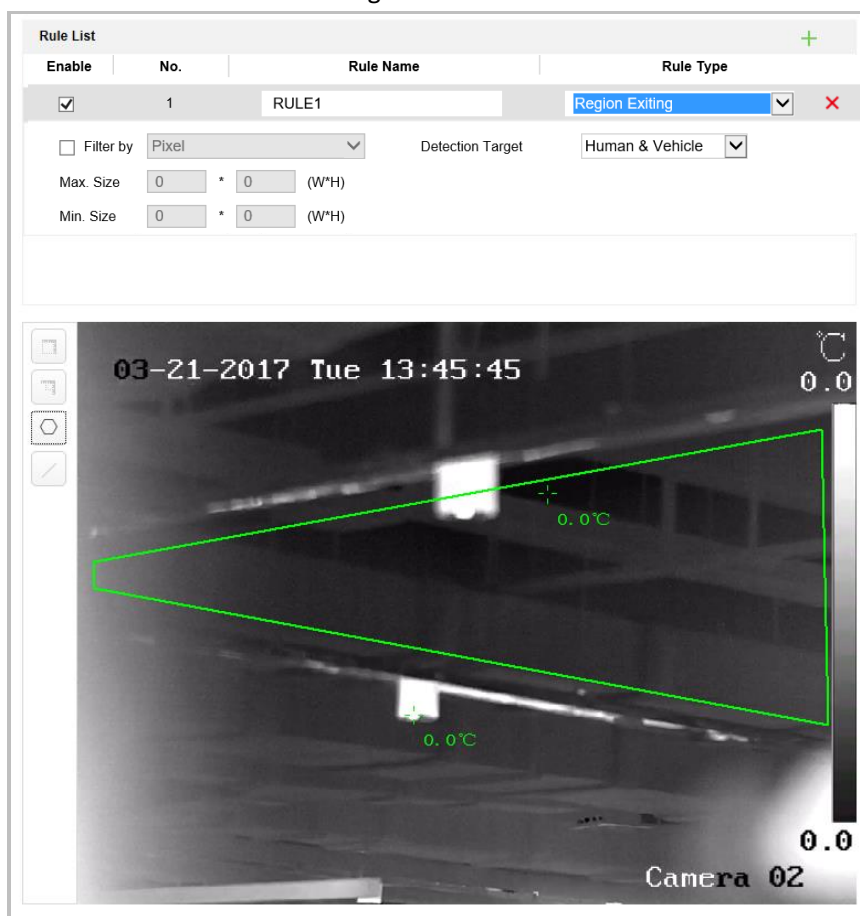 Rule List
Enable No. Rule Name Rule Type
1 RULE1 Region Exiting
Filter by Pixel Detection Target Human & Vehicle
Max. Size 0 * 0 (W*H)
Min. Size 0 * 0 (W*H)
℃
03-21-2017 Tue 13:45:45
0.0
0.0℃
0.0℃
0.0
Camera 02